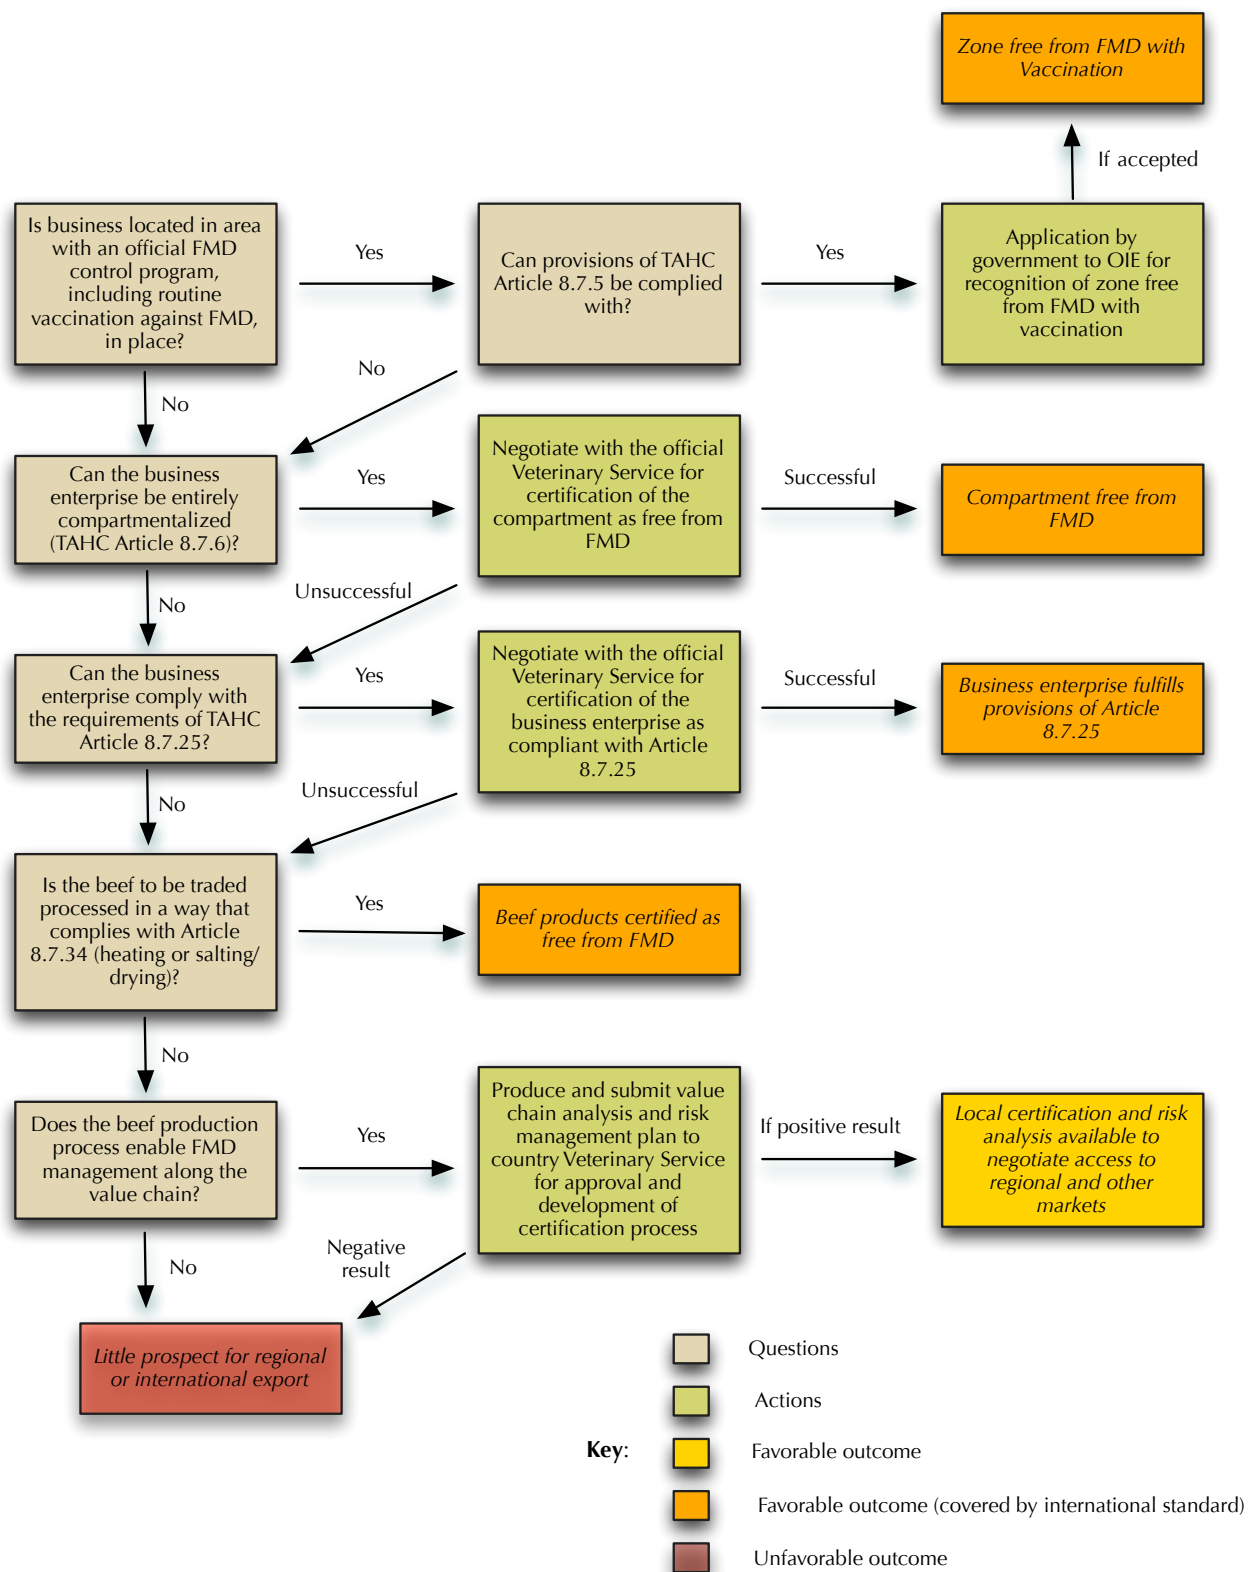 Zone free from FMD with
Vaccination
If accepted
Is business located in area
with an official FMD
control program,
including routine
vaccination against FMD,
in place?
Yes
Can provisions of TAHC
Article 8.7.5 be complied
with?
Yes
Application by
government to OIE for
recognition of zone free
from FMD with
vaccination
No
No
Can the business
enterprise be entirely
compartmentalized
(TAHC Article 8.7.6)?
Yes
Negotiate with the official
Veterinary Service for
certification of the
compartment as free from
FMD
Successful
Compartment free from
FMD
No
Unsuccessful
Can the business
enterprise comply with
the requirements of TAHC
Article 8.7.25?
Yes
Negotiate with the official
Veterinary Service for
certification of the
business enterprise as
compliant with Article
8.7.25
Successful
Business enterprise fulfills
provisions of Article
8.7.25
No
Unsuccessful
Is the beef to be traded
processed in a way that
complies with Article
8.7.34 (heating or salting/
drying)?
Yes
Beef products certified as
free from FMD
No
Does the beef production
process enable FMD
management along the
value chain?
Yes
Produce and submit value
chain analysis and risk
management plan to
country Veterinary Service
for approval and
development of
certification process
If positive result
Local certification and risk
analysis available to
negotiate access to
regional and other
markets
No
Negative
result
Little prospect for regional
or international export
Key:
Questions
Actions
Favorable outcome
Favorable outcome (covered by international standard)
Unfavorable outcome